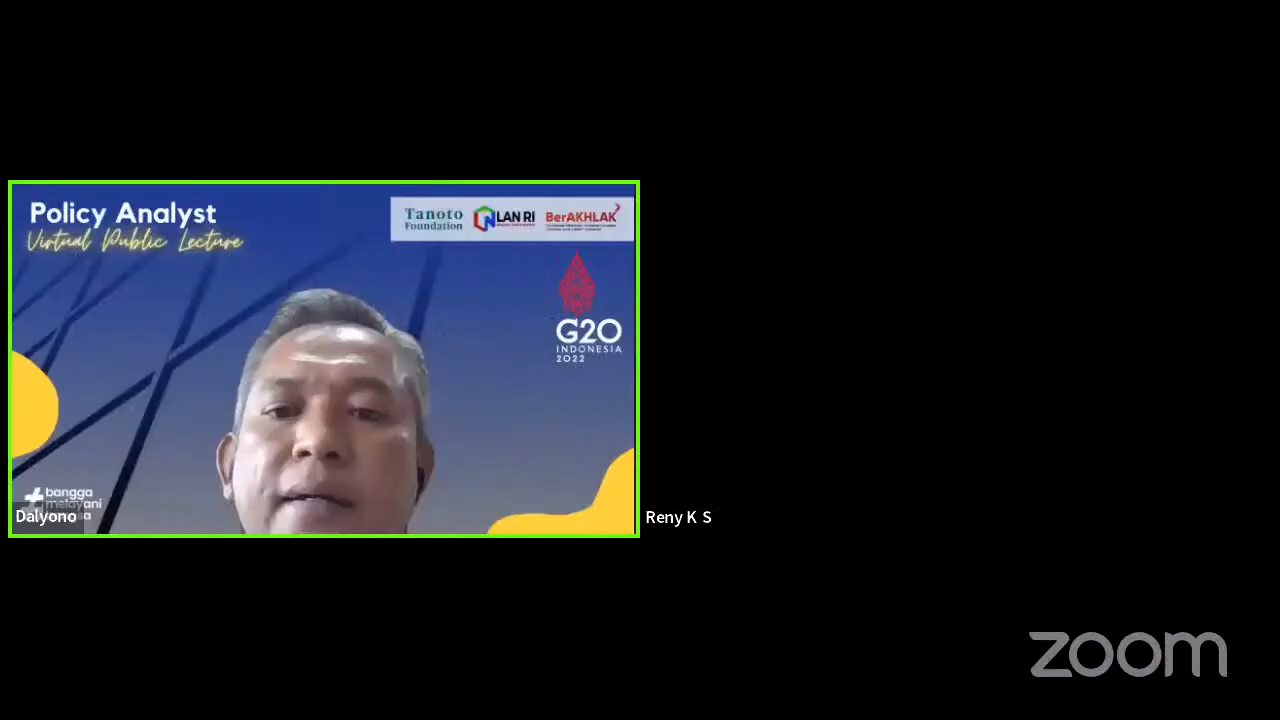 Policy Analyst
Virtual Public Lecture
Tanoto
Foundation
LAN RI
BerAKHLAK
G20
INDONESIA
2022
bangga
melayani
Dalyono
Reny K S
zoom